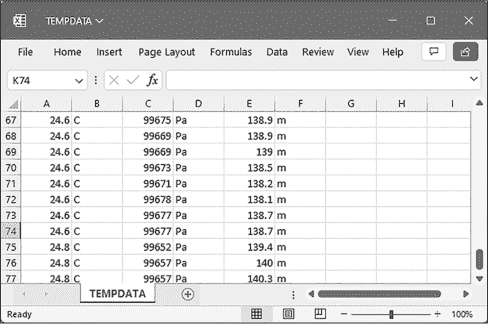 TEMPDATA
File Home Insert Page Layout Formulas Data Review View Help
K74 fx
A B C D E F G H I
67 24.6 C 99675 Pa 138.9 m
68 24.6 C 99669 Pa 138.9 m
69 24.6 C 99669 Pa 139 m
70 24.6 C 99673 Pa 138.5 m
71 24.6 C 99671 Pa 138.2 m
72 24.6 C 99678 Pa 138.1 m
73 24.6 C 99677 Pa 138.7 m
74 24.6 C 99677 Pa 138.7 m
75 24.8 C 99652 Pa 139.4 m
76 24.8 C 99657 Pa 140 m
77 24.8 C 99657 Pa 140.3 m
TEMPDATA
Ready 100%